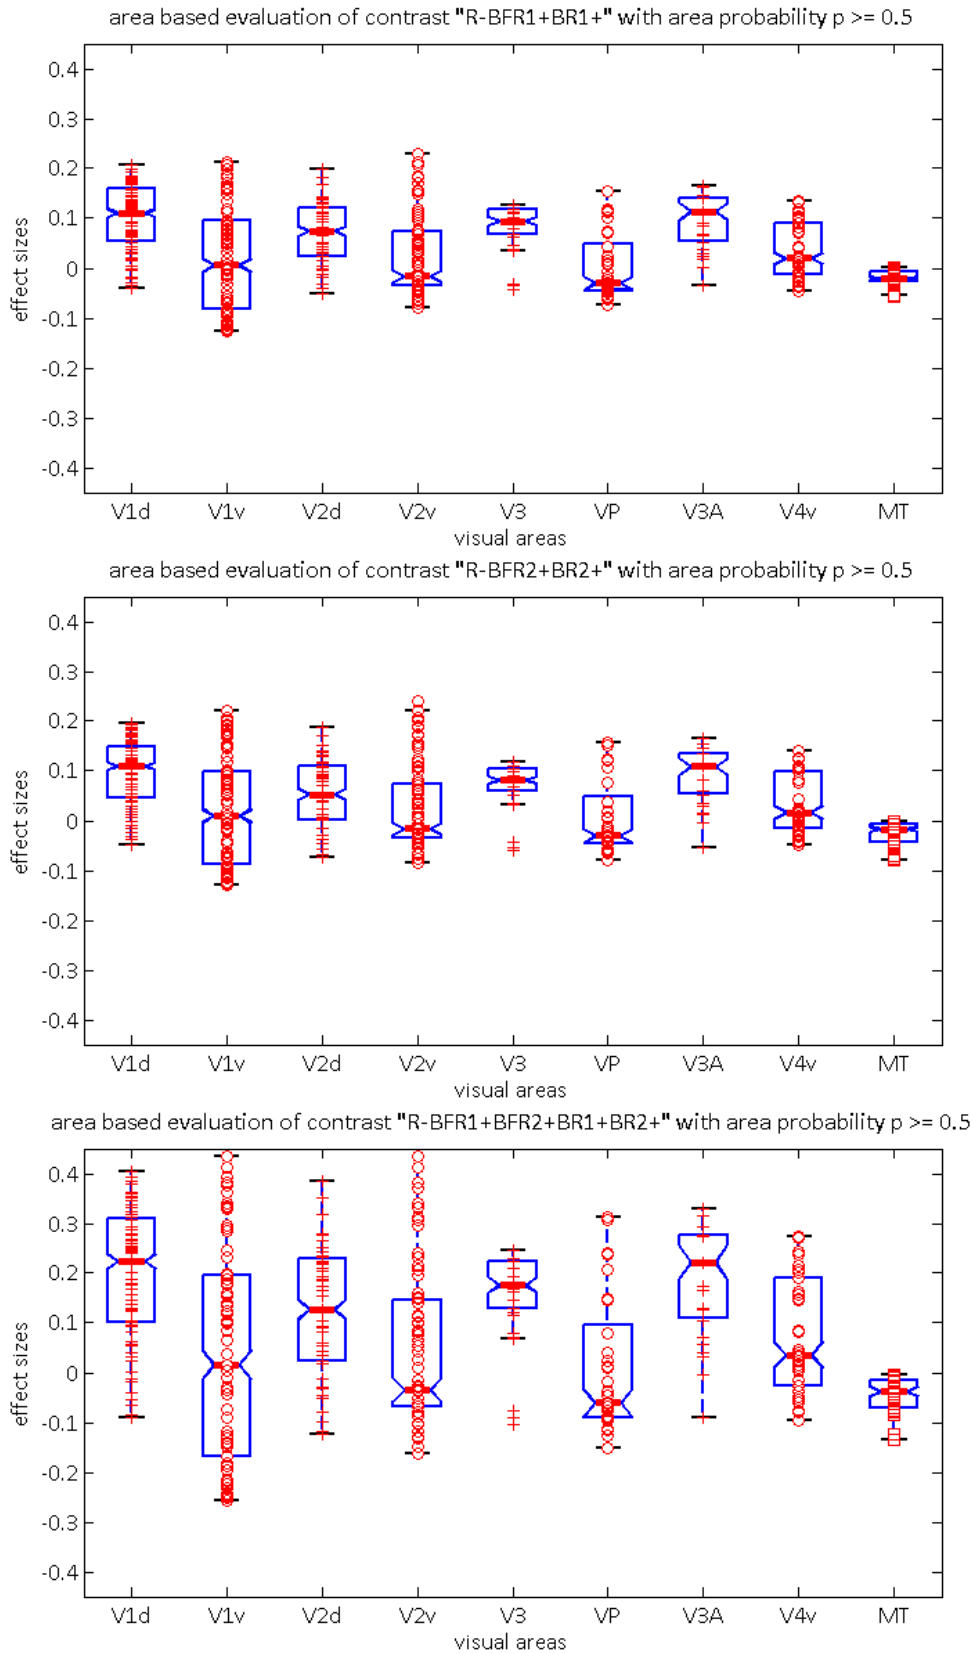 area based evaluation of contrast "R-BFR1+BR1+" with area probability p >= 0.5
0.4
0.3
0.2
0.1
0
-0.1
-0.2
-0.3
-0.4
effect sizes
V1d V1v V2d V2v V3 VP V3A V4v MT
visual areas
area based evaluation of contrast "R-BFR2+BR2+" with area probability p >= 0.5
0.4
0.3
0.2
0.1
0
-0.1
-0.2
-0.3
-0.4
effect sizes
V1d V1v V2d V2v V3 VP V3A V4v MT
visual areas
area based evaluation of contrast "R-BFR1+BFR2+BR1+BR2+" with area probability p >= 0.5
0.4
0.3
0.2
0.1
0
-0.1
-0.2
-0.3
-0.4
effect sizes
V1d V1v V2d V2v V3 VP V3A V4v MT
visual areas